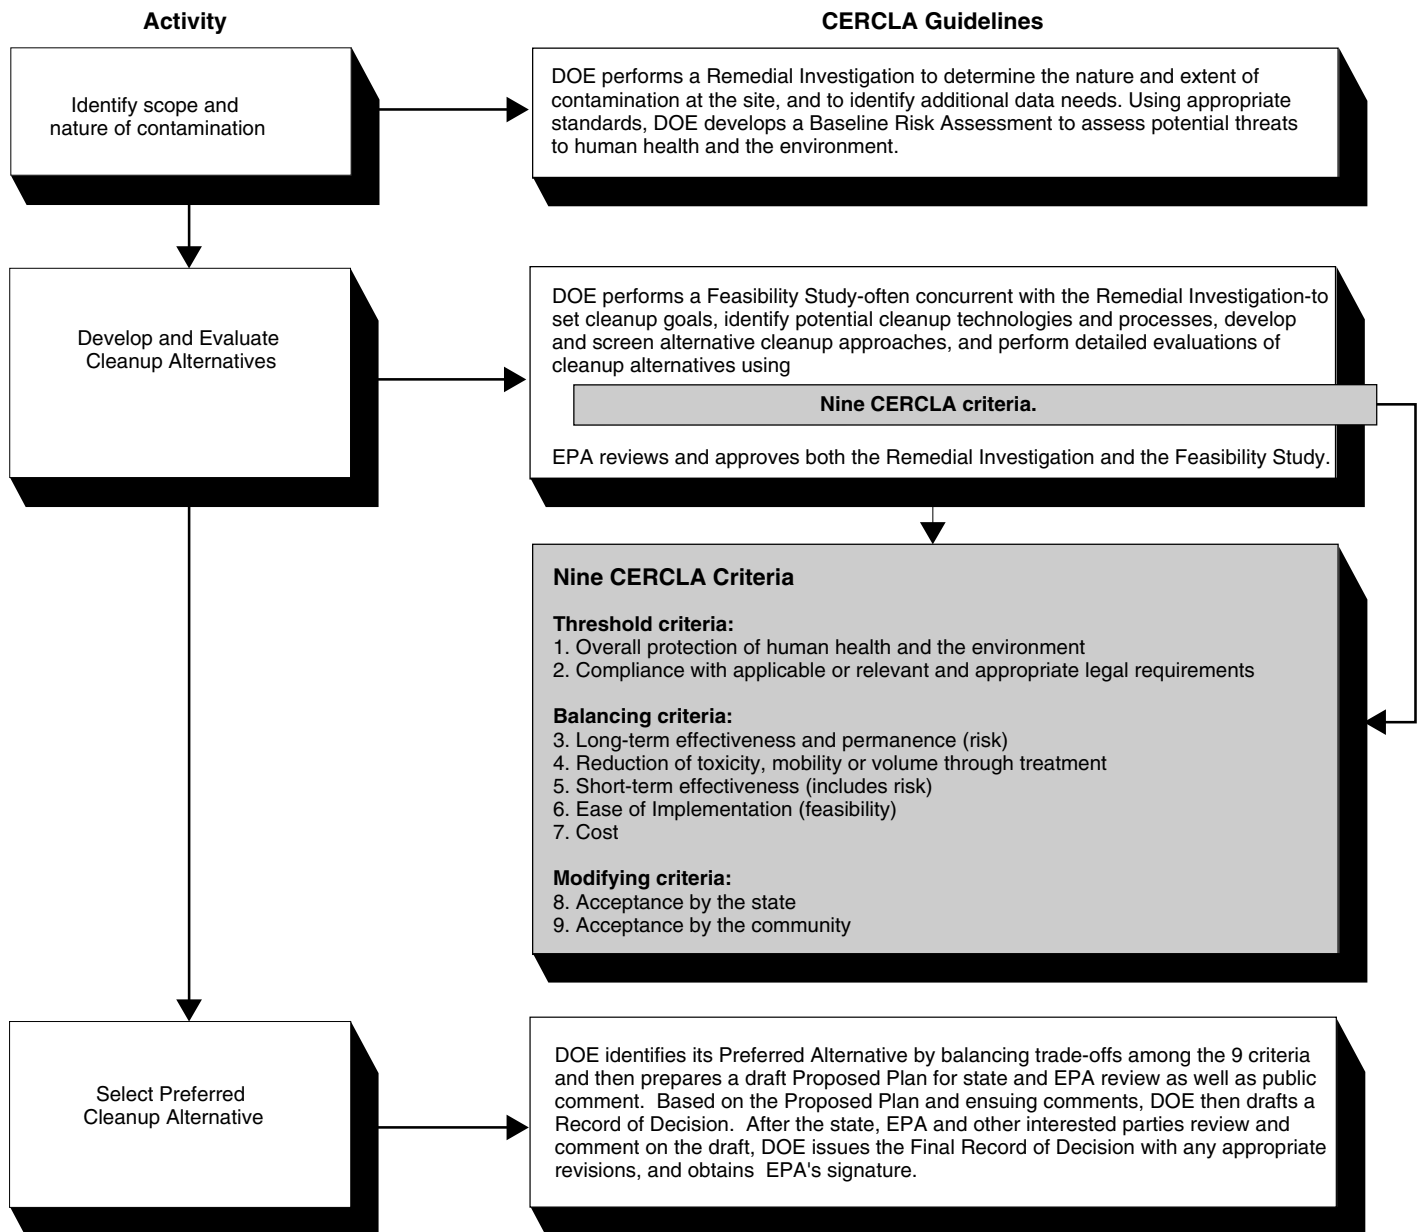 Activity
CERCLA Guidelines
Identify scope and
nature of contamination
DOE performs a Remedial Investigation to determine the nature and extent of
contamination at the site, and to identify additional data needs. Using appropriate
standards, DOE develops a Baseline Risk Assessment to assess potential threats
to human health and the environment.
Develop and Evaluate
Cleanup Alternatives
DOE performs a Feasibility Study-often concurrent with the Remedial Investigation-to
set cleanup goals, identify potential cleanup technologies and processes, develop
and screen alternative cleanup approaches, and perform detailed evaluations of
cleanup alternatives using
Nine CERCLA criteria.
EPA reviews and approves both the Remedial Investigation and the Feasibility Study.
Nine CERCLA Criteria
Threshold criteria:
1. Overall protection of human health and the environment
2. Compliance with applicable or relevant and appropriate legal requirements
Balancing criteria:
3. Long-term effectiveness and permanence (risk)
4. Reduction of toxicity, mobility or volume through treatment
5. Short-term effectiveness (includes risk)
6. Ease of Implementation (feasibility)
7. Cost
Modifying criteria:
8. Acceptance by the state
9. Acceptance by the community
Select Preferred
Cleanup Alternative
DOE identifies its Preferred Alternative by balancing trade-offs among the 9 criteria
and then prepares a draft Proposed Plan for state and EPA review as well as public
comment.  Based on the Proposed Plan and ensuing comments, DOE then drafts a
Record of Decision.  After the state, EPA and other interested parties review and
comment on the draft, DOE issues the Final Record of Decision with any appropriate
revisions, and obtains  EPA's signature.